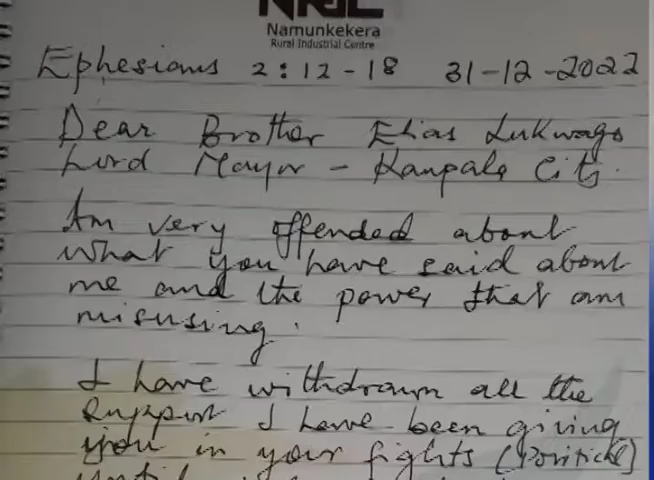 NRIC
Namunkekera
Rural Industrial Centre
Ephesians 2:12-18 31-12-2022
Dear Brother Elias Lukwago
Lord Mayor - Kampala City.
Am very offended about
what you have said about
me and the power that am
misusing.
I have withdrawn all the
support I have been giving
you in your fights (Political)